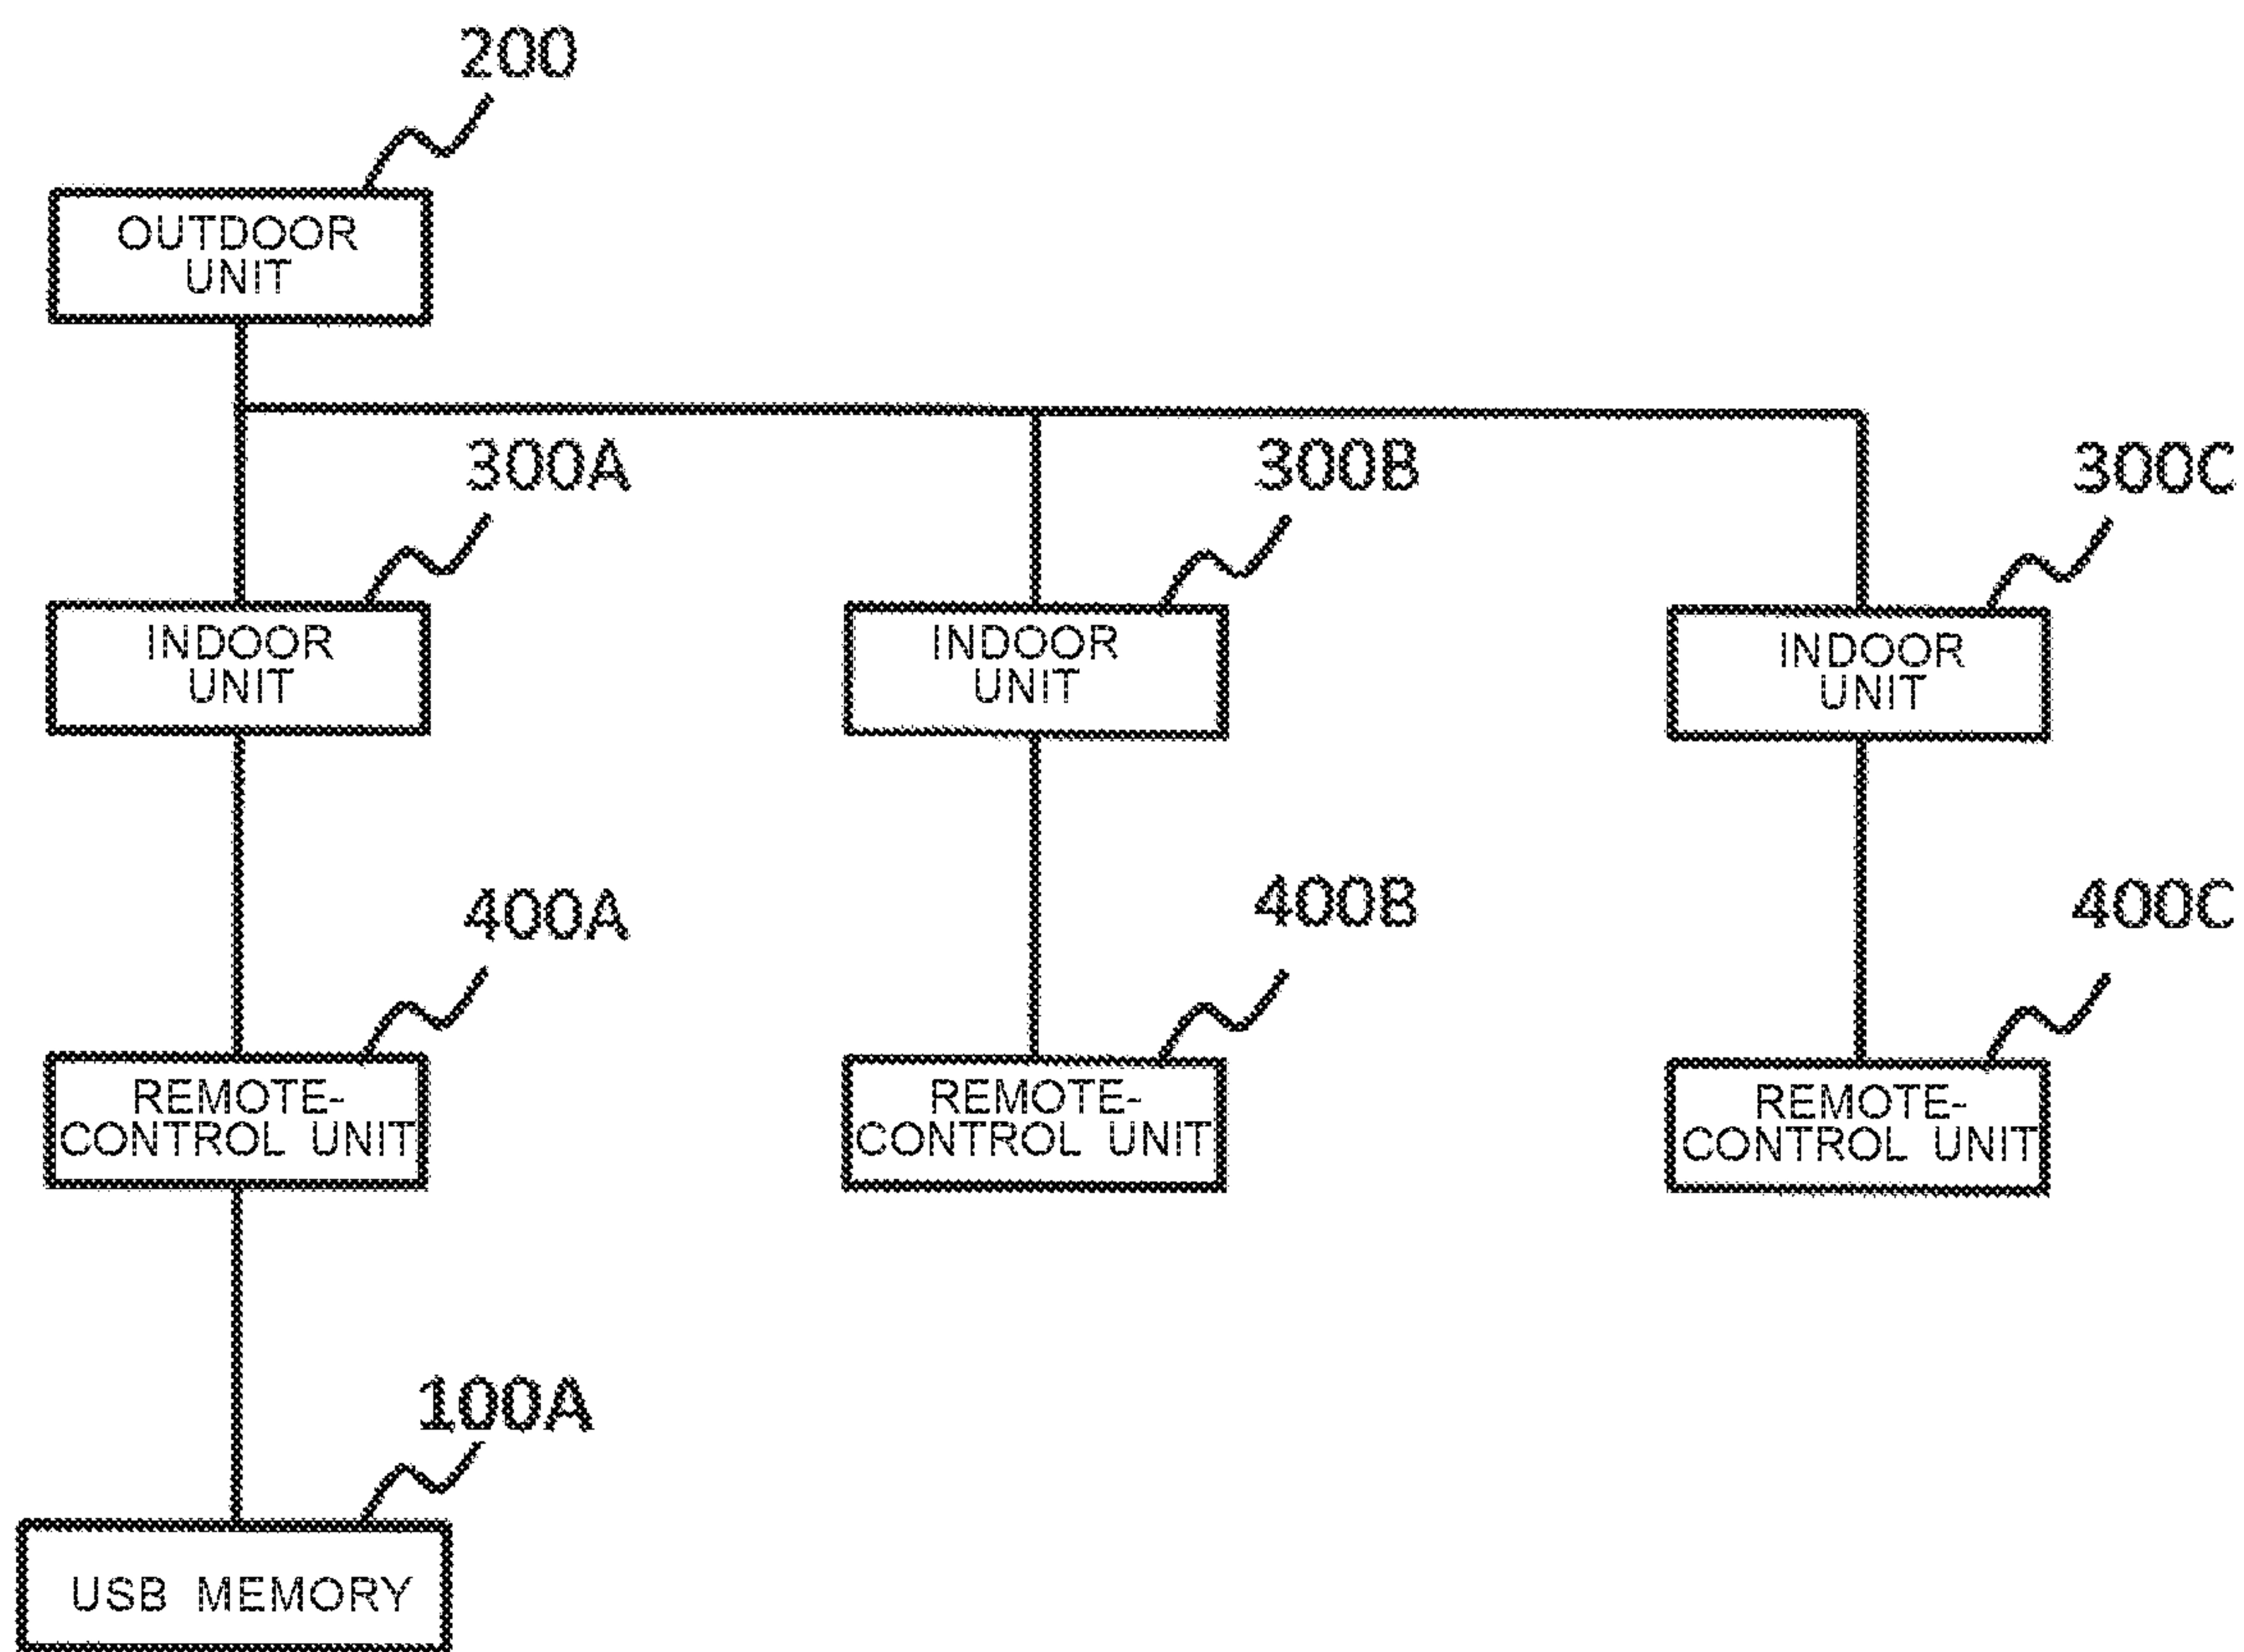 200
OUTDOOR
UNIT
300A
300B
300C
INDOOR
UNIT
INDOOR
UNIT
INDOOR
UNIT
400A
400B
400C
REMOTE-
CONTROL UNIT
REMOTE-
CONTROL UNIT
REMOTE-
CONTROL UNIT
100A
USB MEMORY